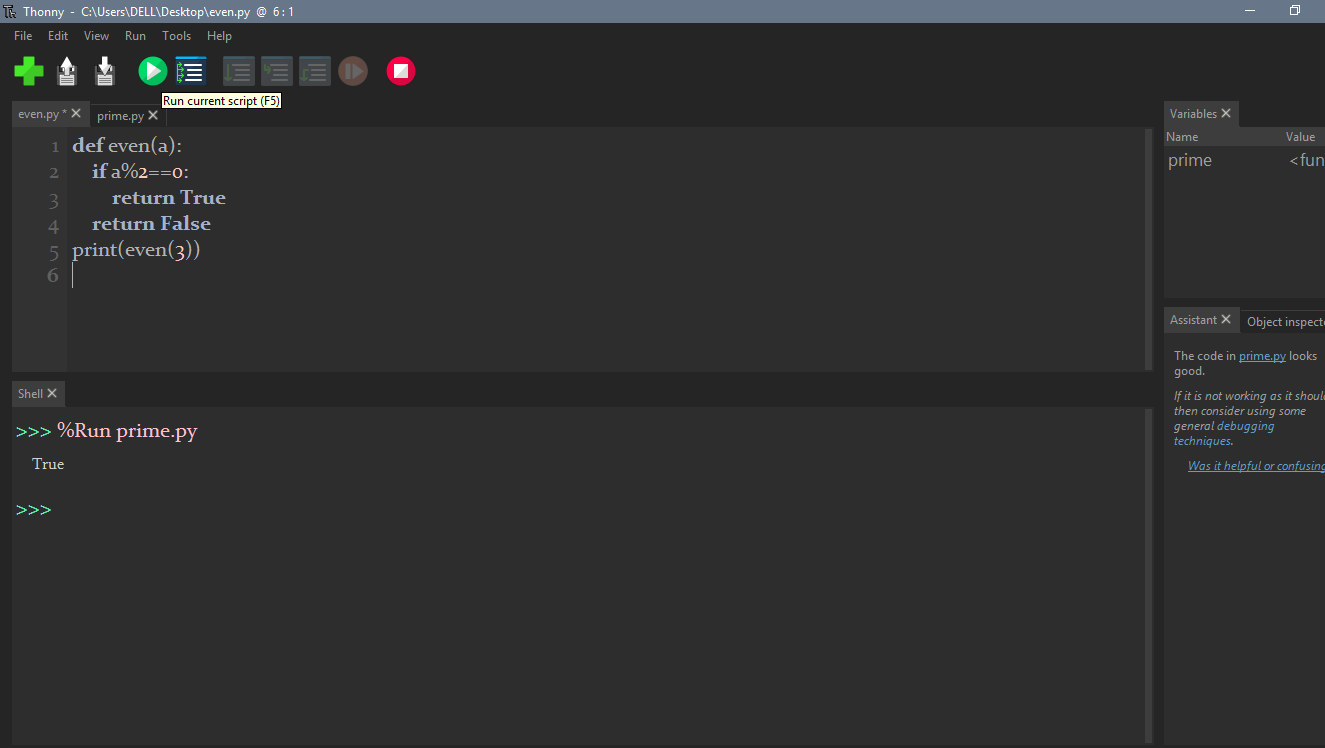 Thonny - C:\Users\DELL\Desktop\even.py @ 6 : 1
File Edit View Run Tools Help
Run current script (F5)
even.py * prime.py
1 def even(a):
2 if a%2==0:
3 return True
4 return False
5 print(even(3))
6
Shell
>>> %Run prime.py
True
>>>
Variables
Name Value
prime <fun
Assistant Object inspecto
The code in prime.py looks
good.
If it is not working as it should
then consider using some
general debugging
techniques.
Was it helpful or confusing